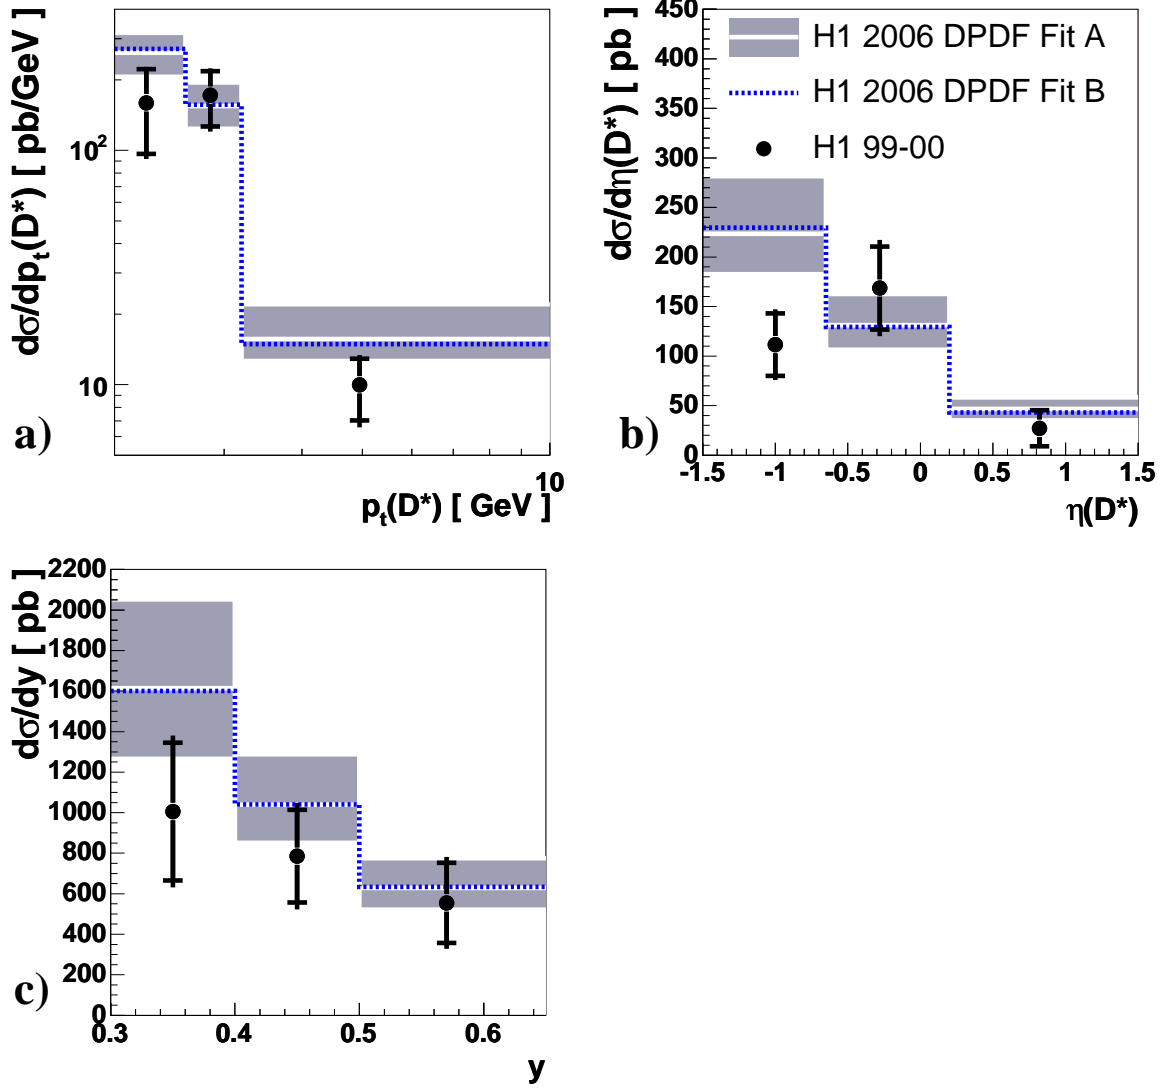 dσ/dp_t(D*) [ pb/GeV ]
10²
10
a)
10
p_t(D*) [ GeV ]
dσ/dη(D*) [ pb ]
450
400
350
300
250
200
150
100
50
0
H1 2006 DPDF Fit A
H1 2006 DPDF Fit B
H1 99-00
b)
-1.5 -1 -0.5 0 0.5 1 1.5
η(D*)
dσ/dy [ pb ]
2200
2000
1800
1600
1400
1200
1000
800
600
400
200
0
c)
0.3 0.4 0.5 0.6
y